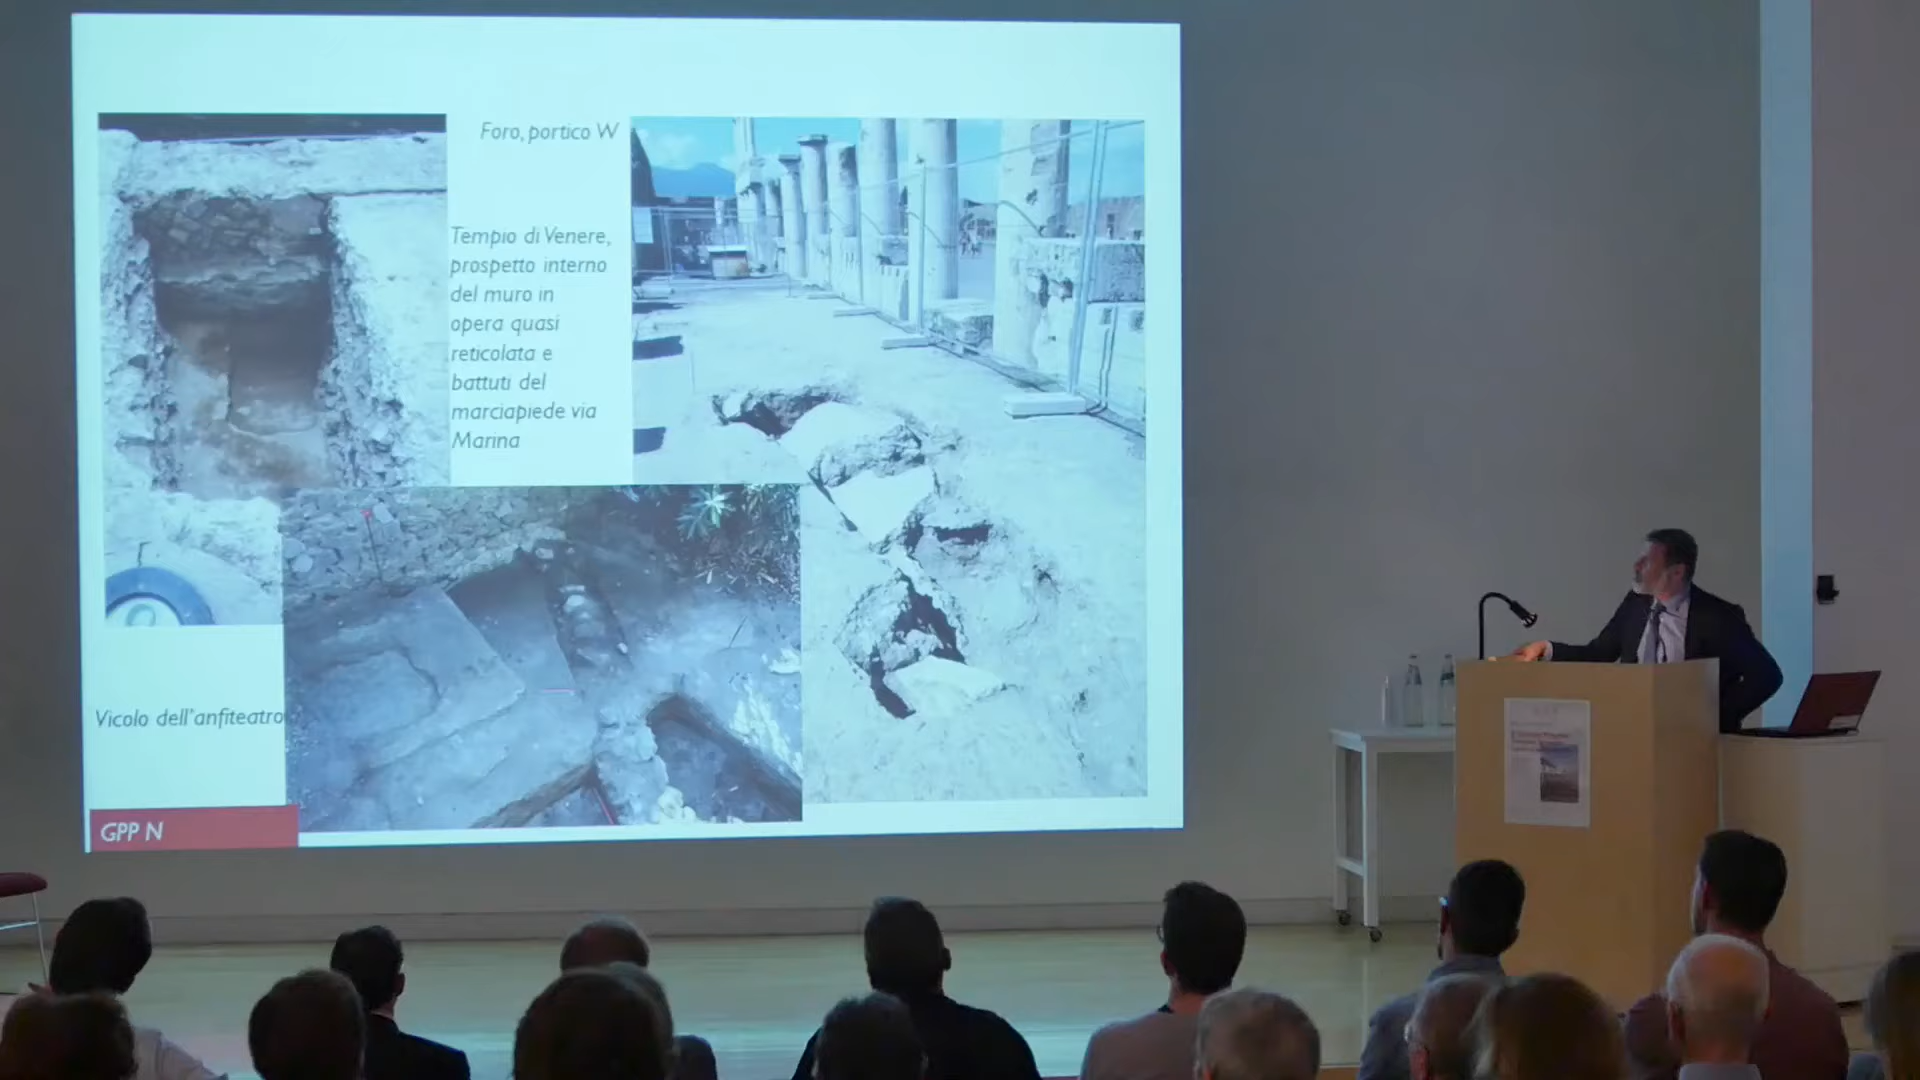 Foro, portico W
Tempio di Venere,
prospetto interno
del muro in
opera quasi
reticolata e
battuti del
marciapiede via
Marina
Vicolo dell'anfiteatro
GPP N